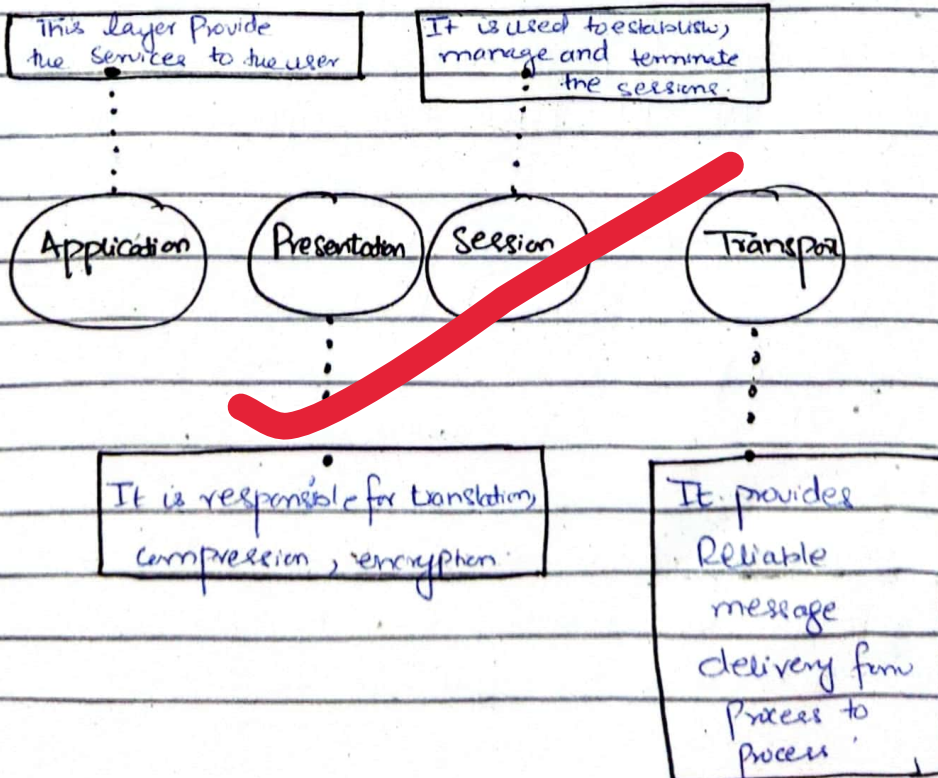 This layer Provide
the Services to the user
It is used to establish,
manage and terminate
the sessions.
Application
Presentation
Session
Transport
It is responsible for translation,
compression, encryption
It provides
Reliable
message
delivery from
Process to
Process